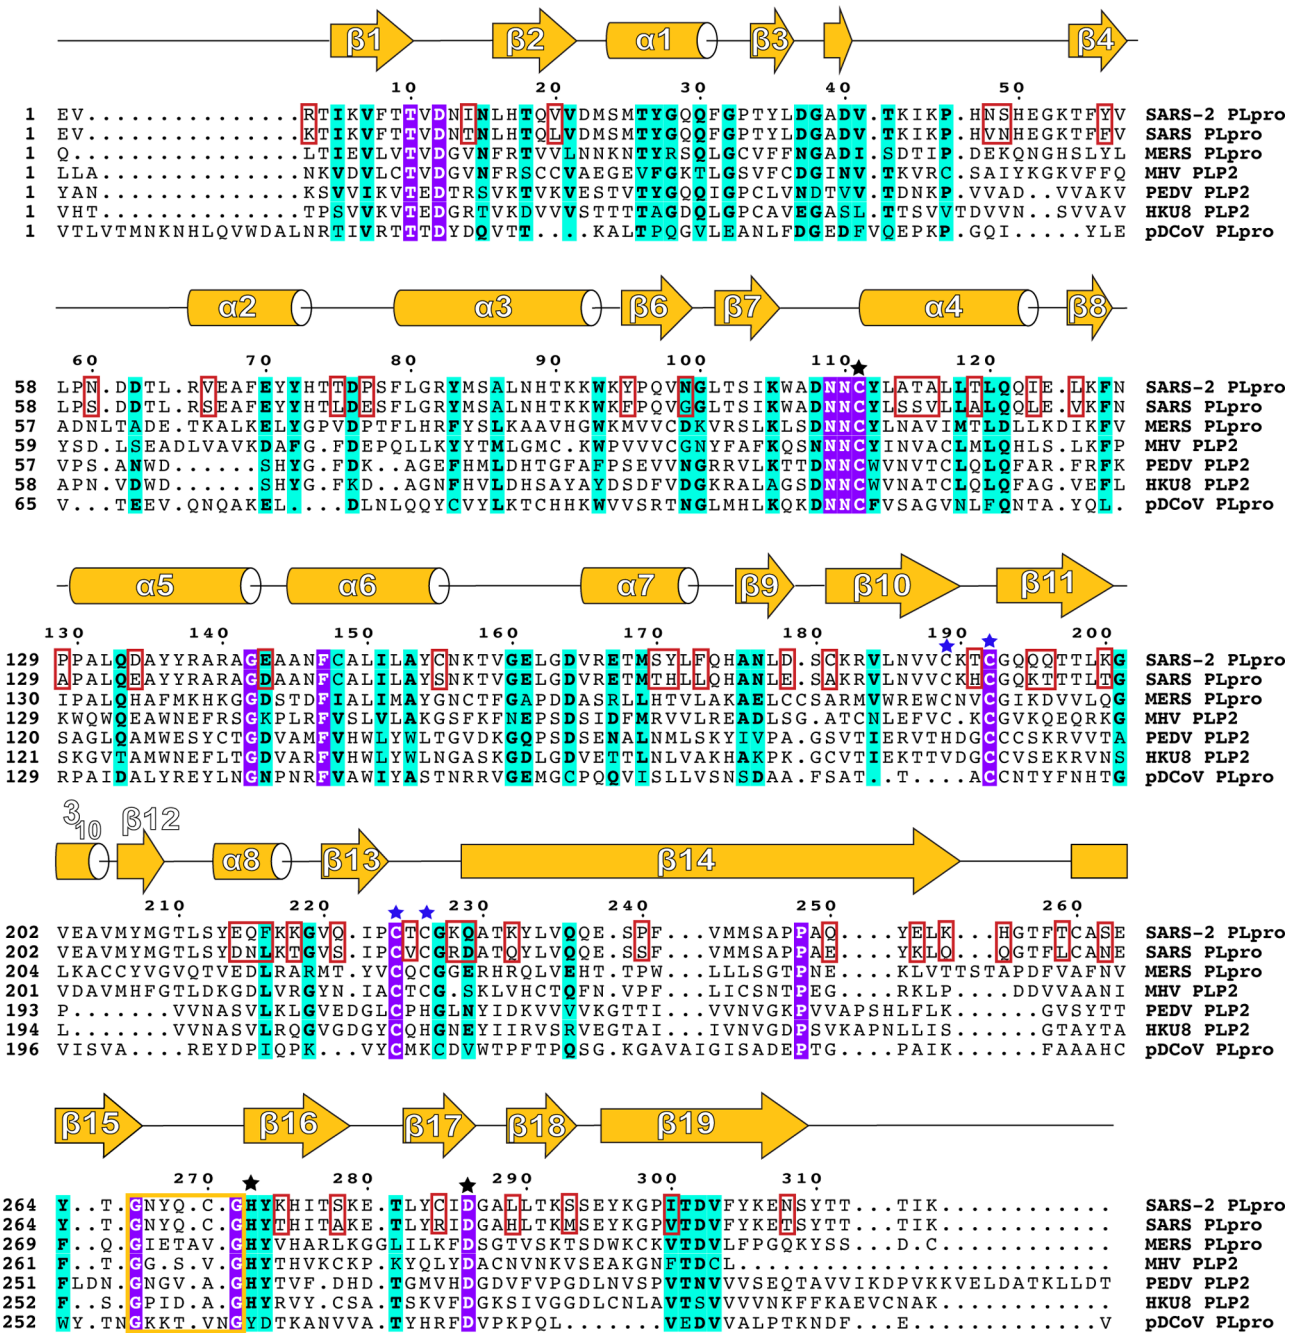 β1 β2 α1 β3 β4
10 20 30 40 50
1 EV...............RTIKVFTTVDNINLHTQVVDMSMTYGQQFGPTYLDGADV.TKIKP.HNSHEGKTFYV SARS-2 PLpro
1 EV...............KTIKVFTTVDNTNLHTQLVDMSMTYGQQFGPTYLDGADV.TKIKP.HVNHEGKTFFV SARS PLpro
1 Q................LTIEVLVTVDGVNFRTVVLNNKNTYRSQLGCVFFNGADI.SDTIP.DEKQNGHSLYL MERS PLpro
1 LLA..............NKVDVLCTVDGVNFRSCCVAEGEVFGKTLGSVFCDGINV.TKVRC.SAIYKGKVFFQ MHV PLP2
1 YAN..............KSVVIKVTEDTRSVKTVKVESTVTYGQQIGPCLVNDTVV.TDNKP.VVAD..VVAKV PEDV PLP2
1 VHT..............TPSVVKVTEDGRTVKDVVVSTTTTAGDQLGPCAVEGASL.TTSVVTDVVN..SVVAV HKU8 PLP2
1 VTLVTMNKNHLQVWDALNRTIVRTTTDYDQVTT...KALTPQGVLEANLFDGEDFVQEPKP.GQI.....YLE pDCoV PLpro
α2 α3 β6 β7 α4 β8
60 70 80 90 100 110 120
58 LPN.DDTL.RVEAFEYYHTTDPSFLGRYMSALNHTKKWKYPQVNGLTSIKWADNNCYLATALLTLQQIE.LKFN SARS-2 PLpro
58 LPS.DDTL.RSEAFEYYHTLDESFLGRYMSALNHTKKWKFPQVGGLTSIKWADNNCYLSSVLLALQQLE.VKFN SARS PLpro
57 ADNLTADE.TKALKELYGPVDPTFLHRFYSLKAAVHGWKMVVCDKVRSLKLSDNNCYLNAVIMTLDLLKDIKFV MERS PLpro
59 YSD.LSEADLVAVKDAFG.FDEPQLLKYYTMLGMC.KWPVVVCGNYFAFKQSNNNCYINVACLMLQHLS.LKFP MHV PLP2
57 VPS.ANWD......SHYG.FDK..AGEFHMLDHTGFAFPSEVVNGRRVLKTTDNNCWVNVTCLQLQFAR.FRFK PEDV PLP2
58 APN.VDWD......SHYG.FKD..AGNFHVLDHSAYAYDSDFVDGKRALAGSDNNCWVNATCLQLQFAG.VEFL HKU8 PLP2
65 V...TEEV.QNQAKEL....DLNLQQYCVYLKTCHHKWVVSRTNGLMHLKQKDNNCFVSAGVNLFQNTA.YQL. pDCoV PLpro
α5 α6 α7 β9 β10 β11
130 140 150 160 170 180 190 200
129 PPALQDAYYRARAGEAANFCALILAYCNKTVGELGDVRETMSYLFQHANLD.SCKRVLNVVCKTCGQQQTTLKG SARS-2 PLpro
129 APALQEAYYRARAGDAANFCALILAYSNKTVGELGDVRETMTHLLQHANLE.SAKRVLNVVCKHCGQKTTTLTG SARS PLpro
130 IPALQHAFMKHKGGDSTDFIALIMAYGNCTFGAPDDASRLLHTVLAKAELCCSARMVWREWCNVCGIKDVVLQG MERS PLpro
129 KWQWQEAWNEFRSGKPLRFVSLVLAKGSFKFNEPSDSIDFMRVVLREADLSG.ATCNLEFVC.KCGVKQEQRKG MHV PLP2
120 SAGLQAMWESYCTGDVAMFVHWLYWLTGVDKGQPSDSENALNMLSKYIVPA.GSVTIERVTHDGCCCSKRVVTA PEDV PLP2
121 SKGVTAMWNEFLTGDVARFVHWLYWLNGASKGDLGDVETTLNLVAKHAKPK.GCVTIEKTTVDGCCVSEKRVNS HKU8 PLP2
129 RPAIDALYREYLNGNPNRFVAWIYASTNRRVGEMGCPQQVISLLVSNSDAA.FSAT.T....ACCNTYFNHTG pDCoV PLpro
3 10 β12 α8 β13 β14
210 220 230 240 250 260
202 VEAVMYMGTLSYEQFKKGVQ.IPCTCGKQATKYLVQQE.SPF...VMMSAPPAQ...YELK...HGTFTCASE SARS-2 PLpro
202 VEAVMYMGTLSYDNLKTGVS.IPCVCGRDATQYLVQQE.SSF...VMMSAPPAE...YKLQ...QGTFLCASE SARS PLpro
204 LKACCYVGVQTVEDLRARMT.YVCQCGGERHRQLVEHT.TPW...LLLSGTPNE...KLVTTSTAPDFVAFNV MERS PLpro
201 VDAVMHFGTLDKGDLVRGYN.IACTCG.SKLVHCTQFN.VPF...LICSNTPEG...RKLP....DDVVAANI MHV PLP2
193 P.......VVNASVLKLGVEDGLCPHGLNYIDKVVVVKGTTI...VVNVGKPVVAPSHLFLK.....GVSYTT PEDV PLP2
194 L.......VVNASVLRQGVGDGYCQHGNEYIIRVSRVEGTAI...IVNVGDPSVKAPNLLIS.....GTAYTA HKU8 PLP2
196 VISVA....REYDPIQPK...VYCMKCDVWTPFTPQSG.KGAVAIGISADEPTG....PAIK......FAAAHC pDCoV PLpro
β15 β16 β17 β18 β19
270 280 290 300 310
264 Y..T.GNYQ.C.GHYKHITSKE.TLYCIDGALLTKSSEYKGPITDVFYKENSYTT...TIK............ SARS-2 PLpro
264 Y..T.GNYQ.C.GHYTHITAKE.TLYRIDGAHLTKMSEYKGPVTDVFYKETSYTT...TIK............ SARS PLpro
269 F..Q.GIETAV.GHYVHARLKGGLILKFDSGTVSKTSDWKCKVTDVLFPGQKYSS...D.C............ MERS PLpro
261 F..T.GG.S.V.GHYTHVKCKP.KYQLYDACNVNKVSEAKGNFTDCL.......................... MHV PLP2
251 FLDN.GNGV.A.GHYTVF.DHD.TGMVHDGDVFVPGDLNVSPVTNVVVSEQTAVVIKDPVKKVELDATKLLDT PEDV PLP2
252 F..S.GPID.A.GHYRVY.CSA.TSKVFDGKSIVGGDLCNLAVTSVVVVNKFFKAEVCNAK............ HKU8 PLP2
252 WY.TNGKKT.VNGYDTKANVVA.TYHRFDVPKPQL.......VEDVVALPTKNDF...E..............V pDCoV PLpro